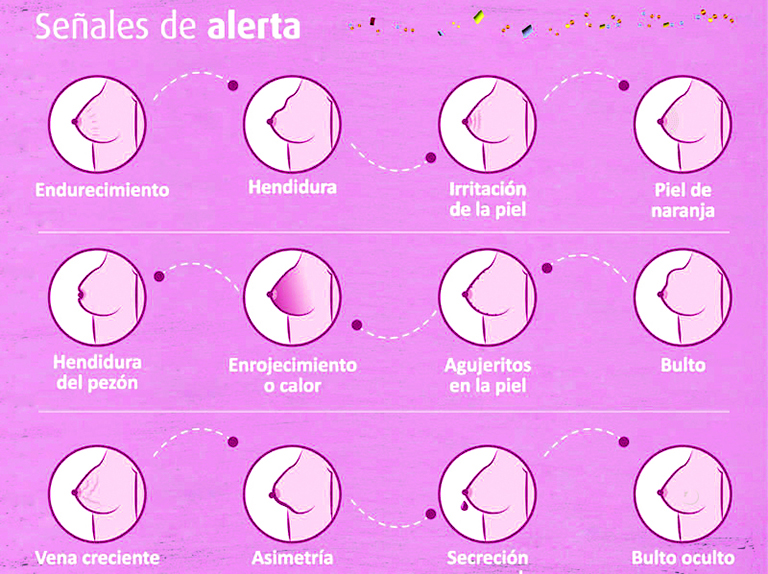 Señales de alerta
Endurecimiento
Hendidura
Irritación
de la piel
Piel de
naranja
Hendidura
del pezón
Enrojecimiento
o calor
Agujeritos
en la piel
Bulto
Vena creciente
Asimetría
Secreción
Bulto oculto